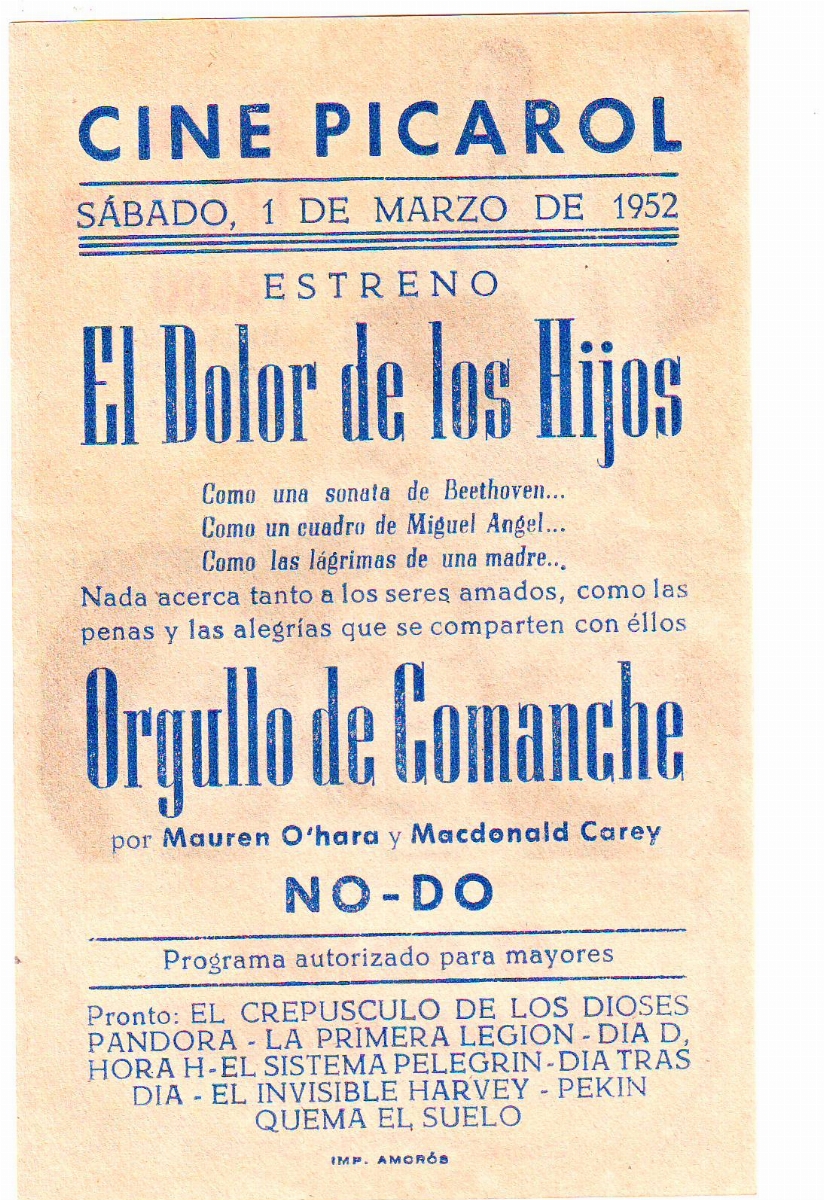 CINE PICAROL
SÁBADO, 1 DE MARZO DE 1952
ESTRENO
El Dolor de los Hijos
Como una sonata de Beethoven...
Como un cuadro de Miguel Angel...
Como las lágrimas de una madre...
Nada acerca tanto a los seres amados, como las
penas y las alegrías que se comparten con éllos
Orgullo de Comanche
por Mauren O'hara y Macdonald Carey
NO-DO
Programa autorizado para mayores
Pronto: EL CREPUSCULO DE LOS DIOSES
PANDORA - LA PRIMERA LEGION - DIA D,
HORA H-EL SISTEMA PELEGRIN-DIA TRAS
DIA - EL INVISIBLE HARVEY - PEKIN
QUEMA EL SUELO
IMP. AMORÓS